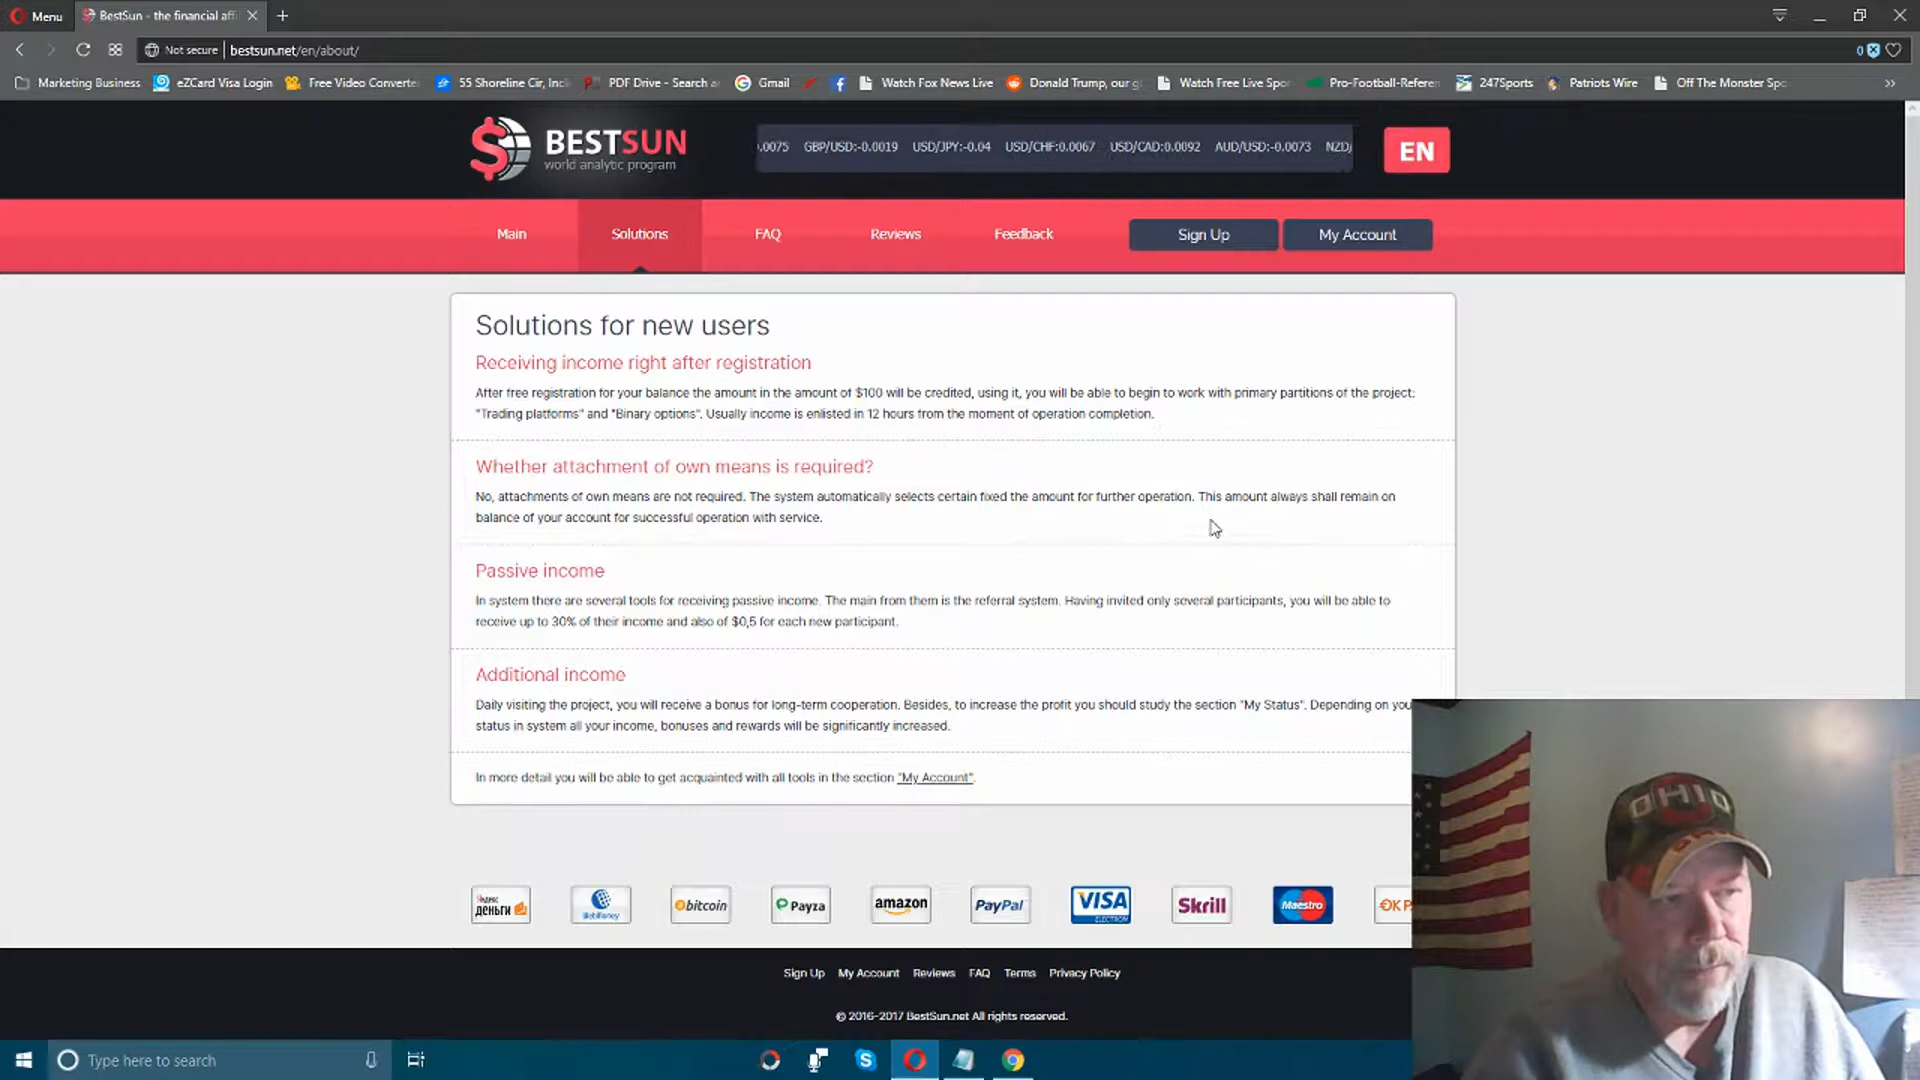 Menu
BestSun - the financial affi
Not secure
bestsun.net/en/about/
0
Marketing Business
eZCard Visa Login
Free Video Converte
55 Shoreline Cir, Inc
PDF Drive - Search a
Gmail
Watch Fox News Live
Donald Trump, our g
Watch Free Live Spo
Pro-Football-Referen
247Sports
Patriots Wire
Off The Monster Spo
BESTSUN
world analytic program
.0075 GBP/USD:-0.0019 USD/JPY:-0.04 USD/CHF:0.0067 USD/CAD:0.0092 AUD/USD:-0.0073 NZD/
EN
Main
Solutions
FAQ
Reviews
Feedback
Sign Up
My Account
Solutions for new users
Receiving income right after registration
After free registration for your balance the amount in the amount of $100 will be credited, using it, you will be able to begin to work with primary partitions of the project:
"Trading platforms" and "Binary options". Usually income is enlisted in 12 hours from the moment of operation completion.
Whether attachment of own means is required?
No, attachments of own means are not required. The system automatically selects certain fixed the amount for further operation. This amount always shall remain on
balance of your account for successful operation with service.
Passive income
In system there are several tools for receiving passive income. The main from them is the referral system. Having invited only several participants, you will be able to
receive up to 30% of their income and also of $0,5 for each new participant.
Additional income
Daily visiting the project, you will receive a bonus for long-term cooperation. Besides, to increase the profit you should study the section "My Status". Depending on you
status in system all your income, bonuses and rewards will be significantly increased.
In more detail you will be able to get acquainted with all tools in the section "My Account".
Яндекс
деньги
WebMoney
bitcoin
Payza
amazon
PayPal
VISA
ELECTRON
Skrill
Maestro
OKP
OHIO
Sign Up My Account Reviews FAQ Terms Privacy Policy
© 2016-2017 BestSun.net All rights reserved.
Type here to search